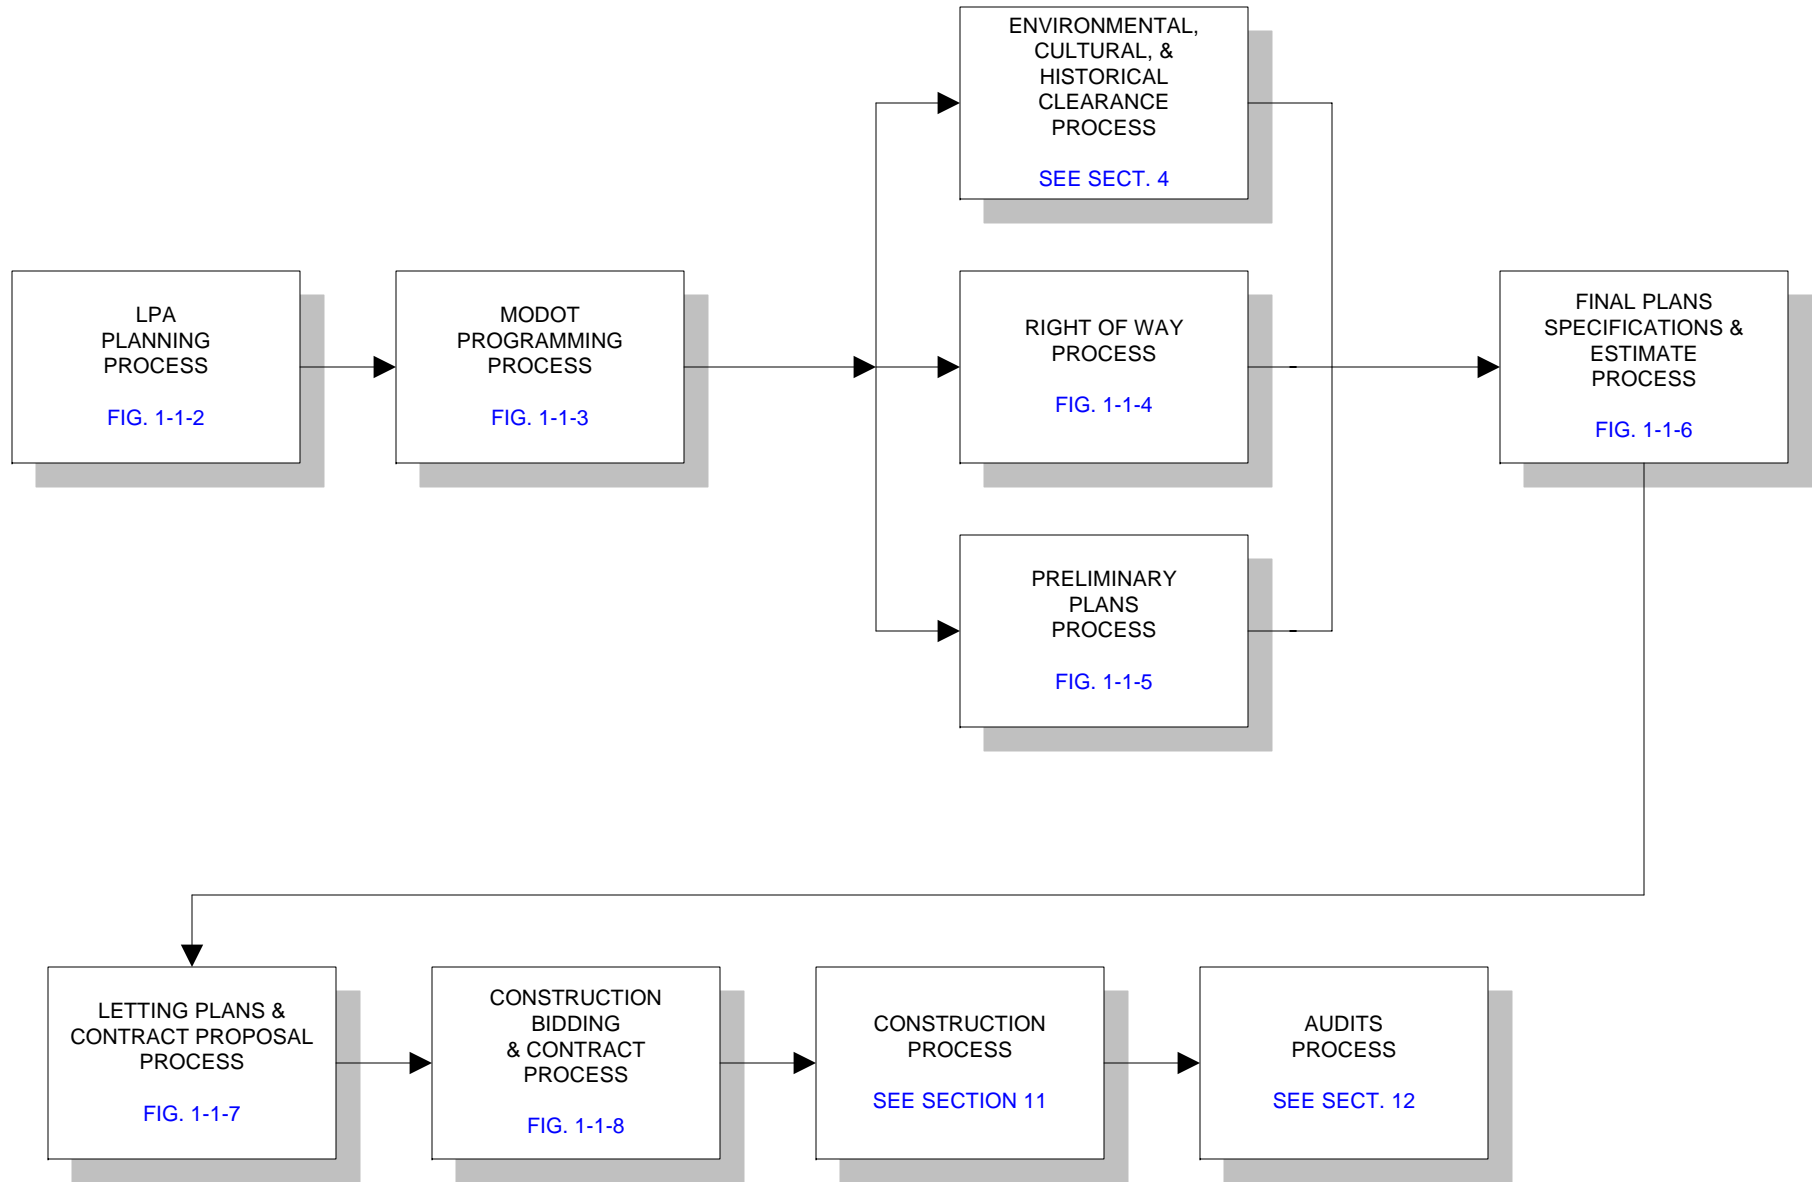 LPA
PLANNING
PROCESS
FIG. 1-1-2
MODOT
PROGRAMMING
PROCESS
FIG. 1-1-3
ENVIRONMENTAL,
CULTURAL, &
HISTORICAL
CLEARANCE
PROCESS
SEE SECT. 4
RIGHT OF WAY
PROCESS
FIG. 1-1-4
PRELIMINARY
PLANS
PROCESS
FIG. 1-1-5
FINAL PLANS
SPECIFICATIONS &
ESTIMATE
PROCESS
FIG. 1-1-6
LETTING PLANS &
CONTRACT PROPOSAL
PROCESS
FIG. 1-1-7
CONSTRUCTION
BIDDING
& CONTRACT
PROCESS
FIG. 1-1-8
CONSTRUCTION
PROCESS
SEE SECTION 11
AUDITS
PROCESS
SEE SECT. 12